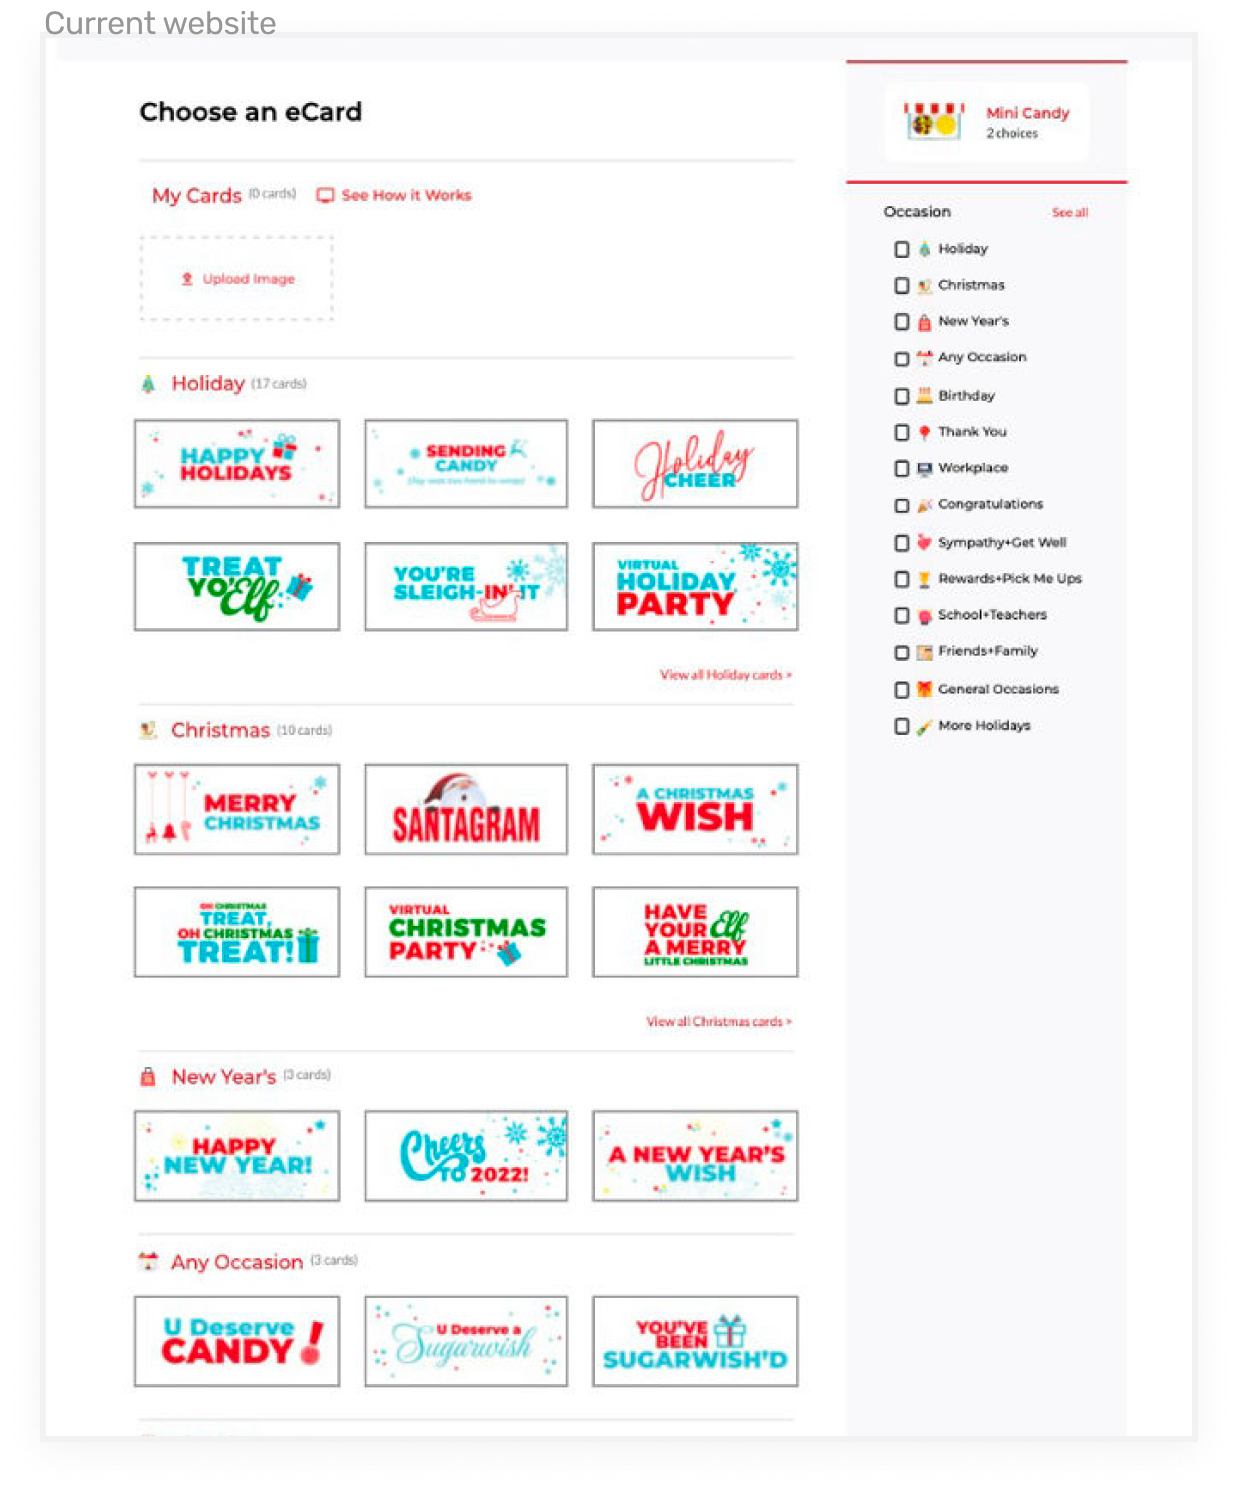 Current website
Choose an eCard
My Cards (0 cards) See How it Works
Upload Image
Holiday (17 cards)
HAPPY
HOLIDAYS
SENDING
CANDY
Holiday
CHEER
TREAT
YO' Elf
YOU'RE
SLEIGH-IN' IT
VIRTUAL
HOLIDAY
PARTY
View all Holiday cards >
Christmas (10 cards)
MERRY
CHRISTMAS
SANTAGRAM
A CHRISTMAS
WISH
OH CHRISTMAS
TREAT,
OH CHRISTMAS
TREAT!
VIRTUAL
CHRISTMAS
PARTY
HAVE
YOUR Elf
A MERRY
LITTLE CHRISTMAS
View all Christmas cards >
New Year's (3 cards)
HAPPY
NEW YEAR!
Cheers
TO 2022!
A NEW YEAR'S
WISH
Any Occasion (3 cards)
U Deserve
CANDY!
U Deserve a
Sugarwish
YOU'VE
BEEN
SUGARWISH'D
Mini Candy
2 choices
Occasion See all
Holiday
Christmas
New Year's
Any Occasion
Birthday
Thank You
Workplace
Congratulations
Sympathy+Get Well
Rewards+Pick Me Ups
School+Teachers
Friends+Family
General Occasions
More Holidays